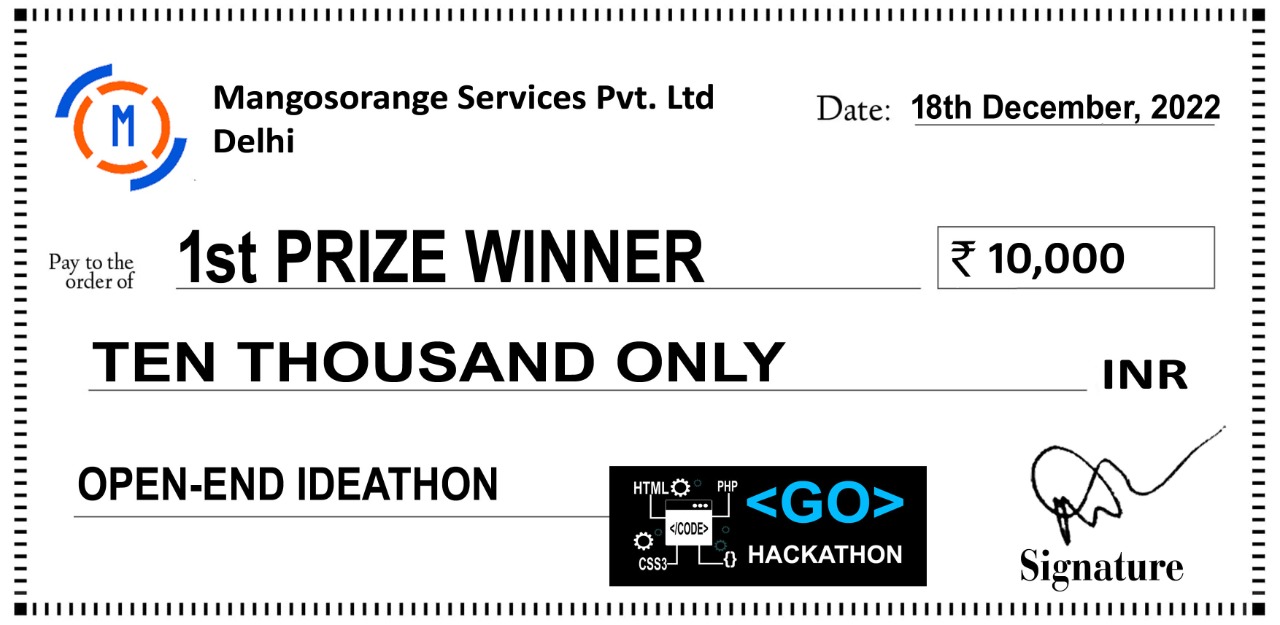 M
Mangosorange Services Pvt. Ltd
Delhi
Date: 18th December, 2022
Pay to the
order of
1st PRIZE WINNER
₹ 10,000
TEN THOUSAND ONLY
INR
OPEN-END IDEATHON
HTML
PHP
</CODE>
CSS3
{}
<GO>
HACKATHON
Signature